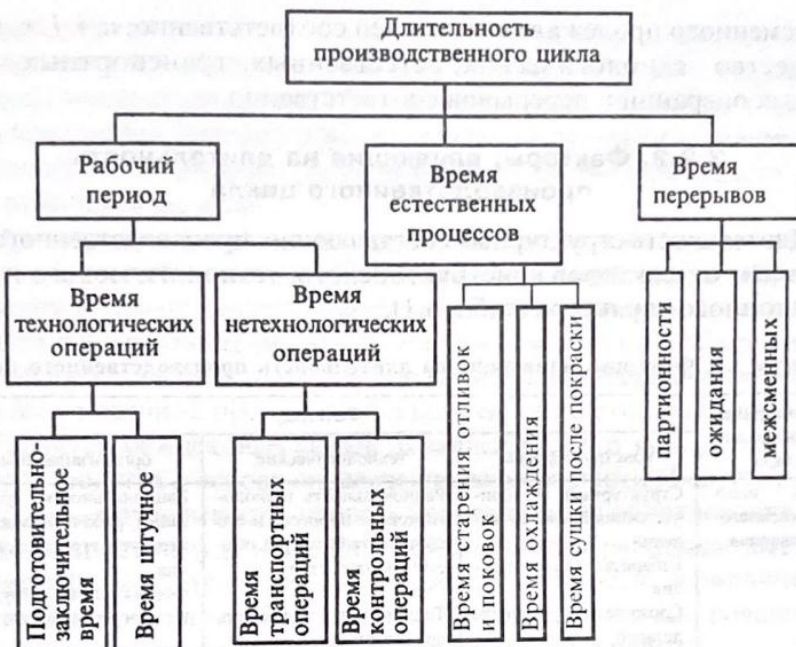 Длительность
производственного цикла
Рабочий
период
Время
естественных
процессов
Время
перерывов
Время
технологических
операций
Время
нетехнологических
операций
Подготовительно-
заключительное
время
Время штучное
Время
транспортных
операций
Время
контрольных
операций
Время старения отливок
и поковок
Время охлаждения
Время сушки после покраски
партионности
ожидания
межсменных